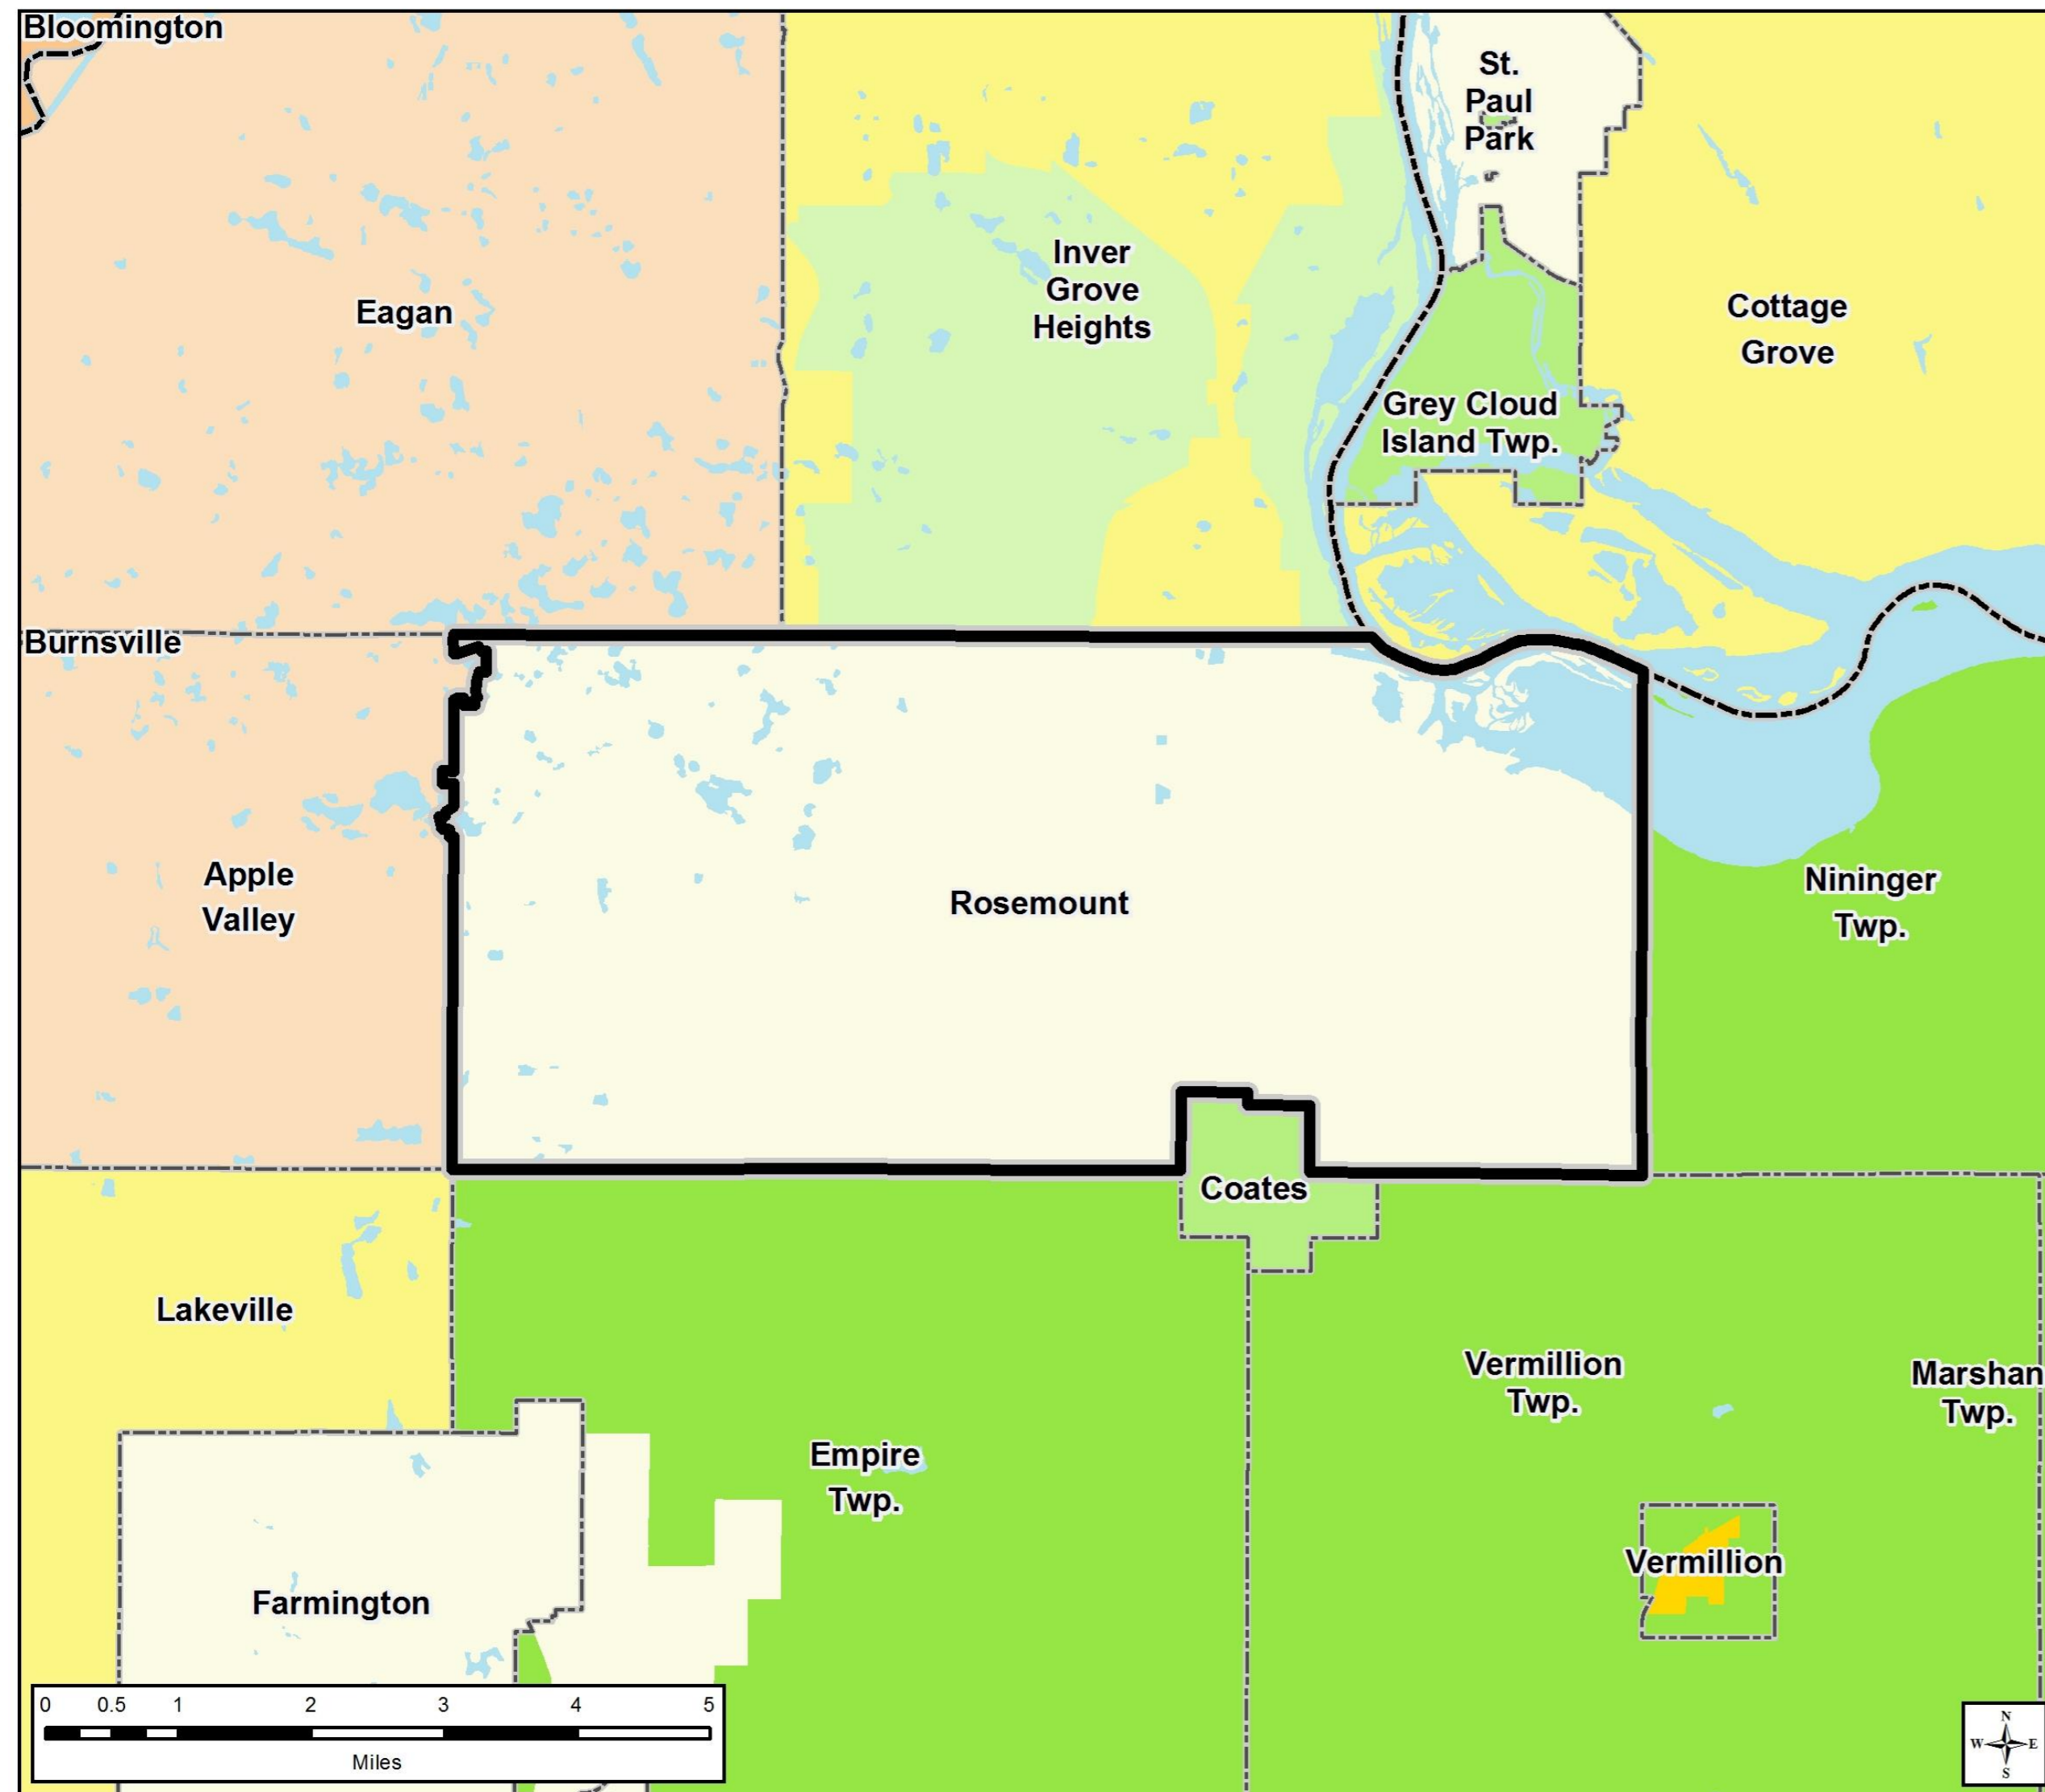 Bloomington
St.
Paul
Park
Inver
Grove
Heights
Eagan
Cottage
Grove
Grey Cloud
Island Twp.
Burnsville
Apple
Valley
Rosemount
Nininger
Twp.
Coates
Lakeville
Vermillion
Twp.
Marshan
Twp.
Empire
Twp.
Vermillion
Farmington
0 0.5 1 2 3 4 5
Miles
N
W E
S